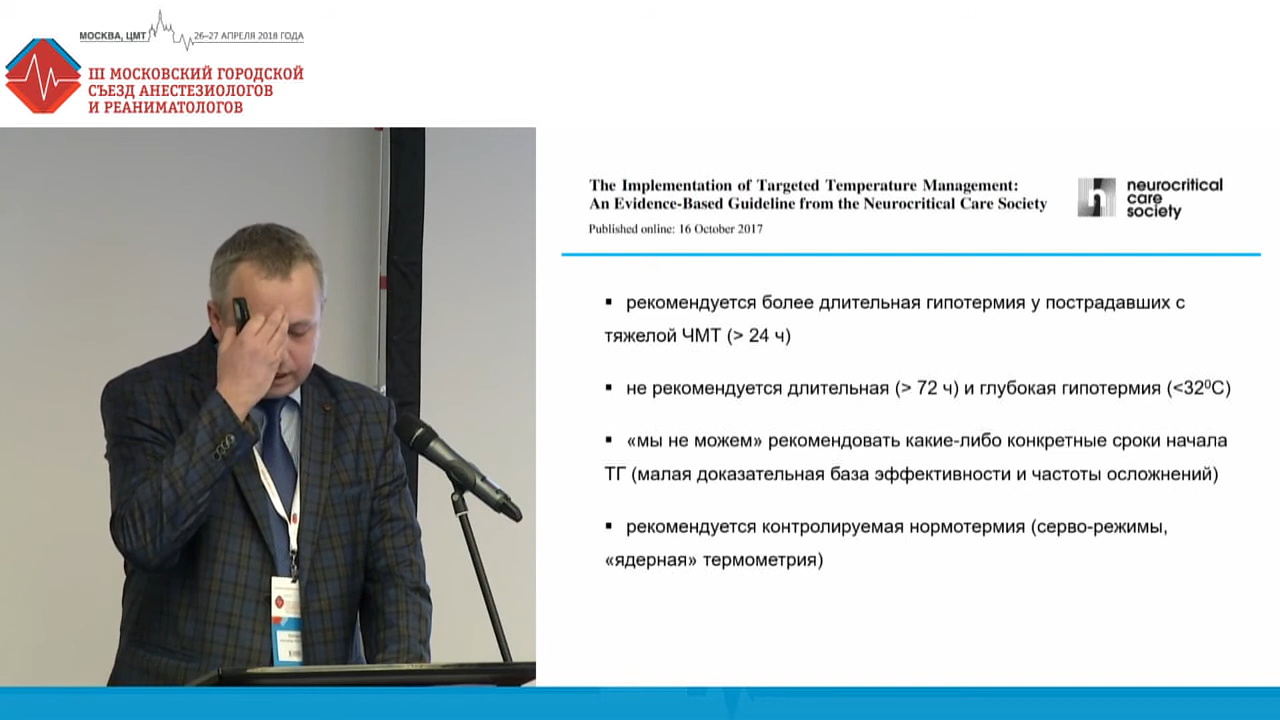 МОСКВА, ЦМТ
26–27 АПРЕЛЯ 2018 ГОДА
III МОСКОВСКИЙ ГОРОДСКОЙ
СЪЕЗД АНЕСТЕЗИОЛОГОВ
И РЕАНИМАТОЛОГОВ
The Implementation of Targeted Temperature Management:
An Evidence-Based Guideline from the Neurocritical Care Society
Published online: 16 October 2017
n
neurocritical
care
society
▪ рекомендуется более длительная гипотермия у пострадавших с
тяжелой ЧМТ (> 24 ч)
▪ не рекомендуется длительная (> 72 ч) и глубокая гипотермия (<32⁰С)
▪ «мы не можем» рекомендовать какие-либо конкретные сроки начала
ТГ (малая доказательная база эффективности и частоты осложнений)
▪ рекомендуется контролируемая нормотермия (серво-режимы,
«ядерная» термометрия)